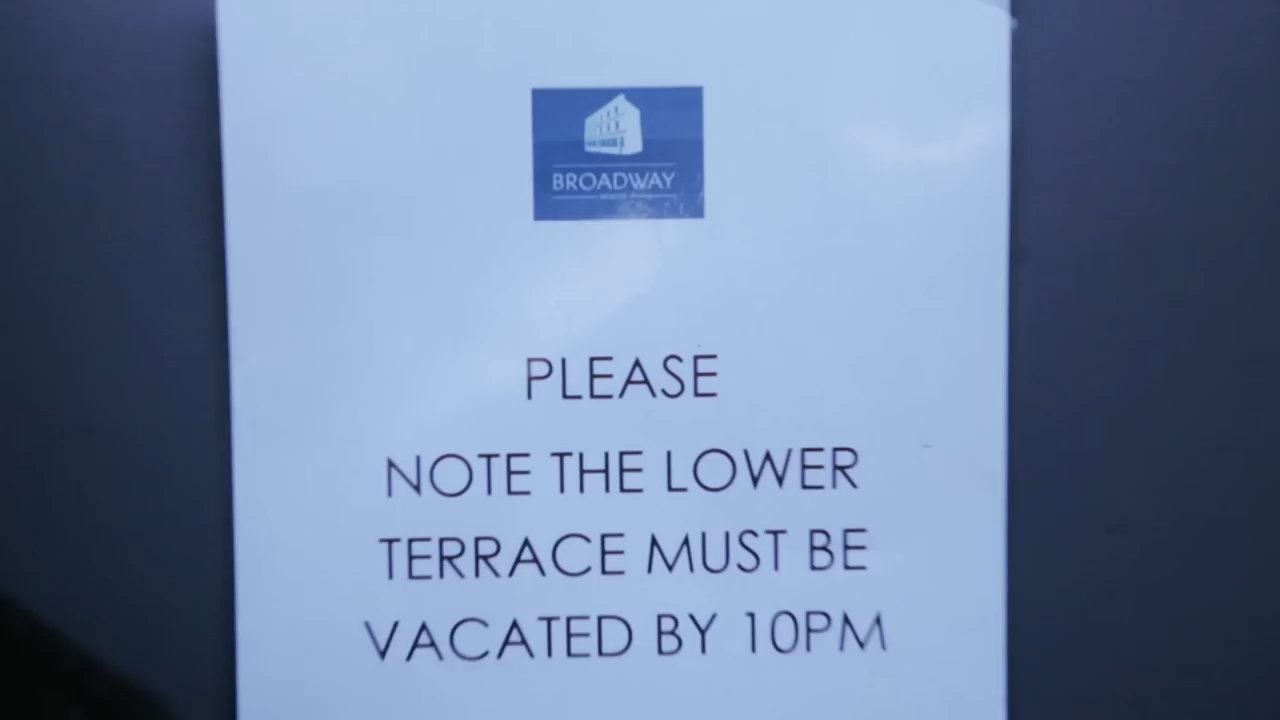 BROADWAY
PLEASE
NOTE THE LOWER
TERRACE MUST BE
VACATED BY 10PM